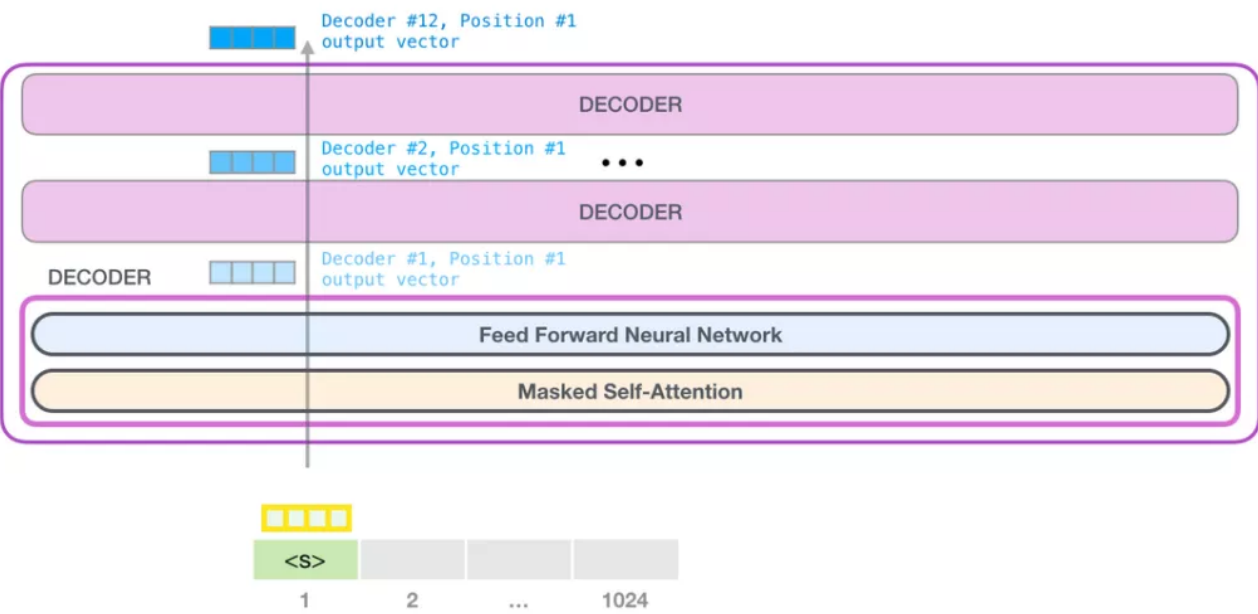 Decoder #12, Position #1
output vector
DECODER
Decoder #2, Position #1
output vector
...
DECODER
Decoder #1, Position #1
output vector
DECODER
Feed Forward Neural Network
Masked Self-Attention
<S>
1 2 ... 1024